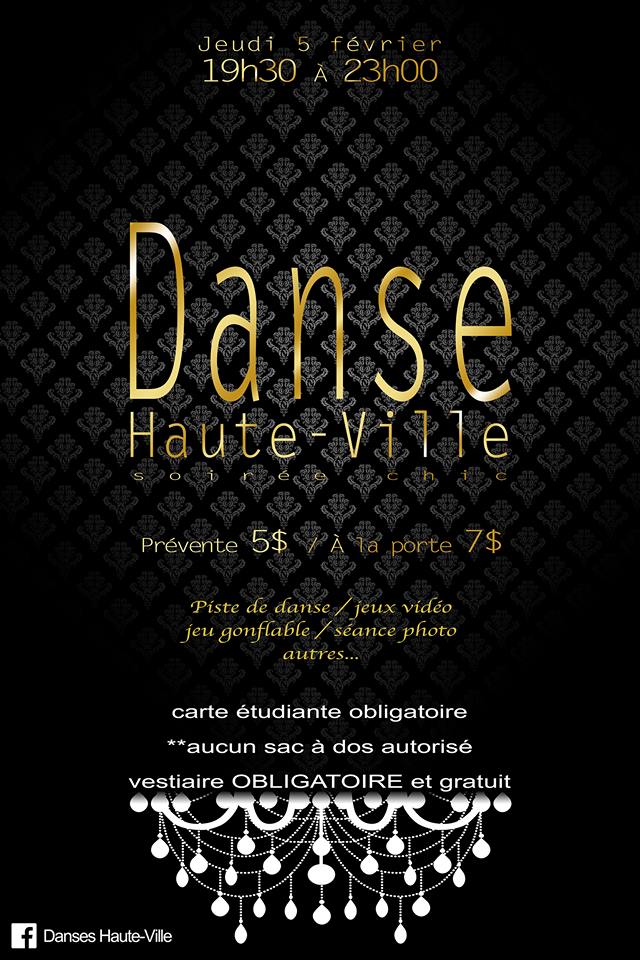 Jeudi 5 février
19h30 À 23h00
Danse
Haute-Ville
soirée chic
Prévente 5$ / À la porte 7$
Piste de danse / jeux vidéo
jeu gonflable / séance photo
autres...
carte étudiante obligatoire
**aucun sac à dos autorisé
vestiaire OBLIGATOIRE et gratuit
f Danses Haute-Ville